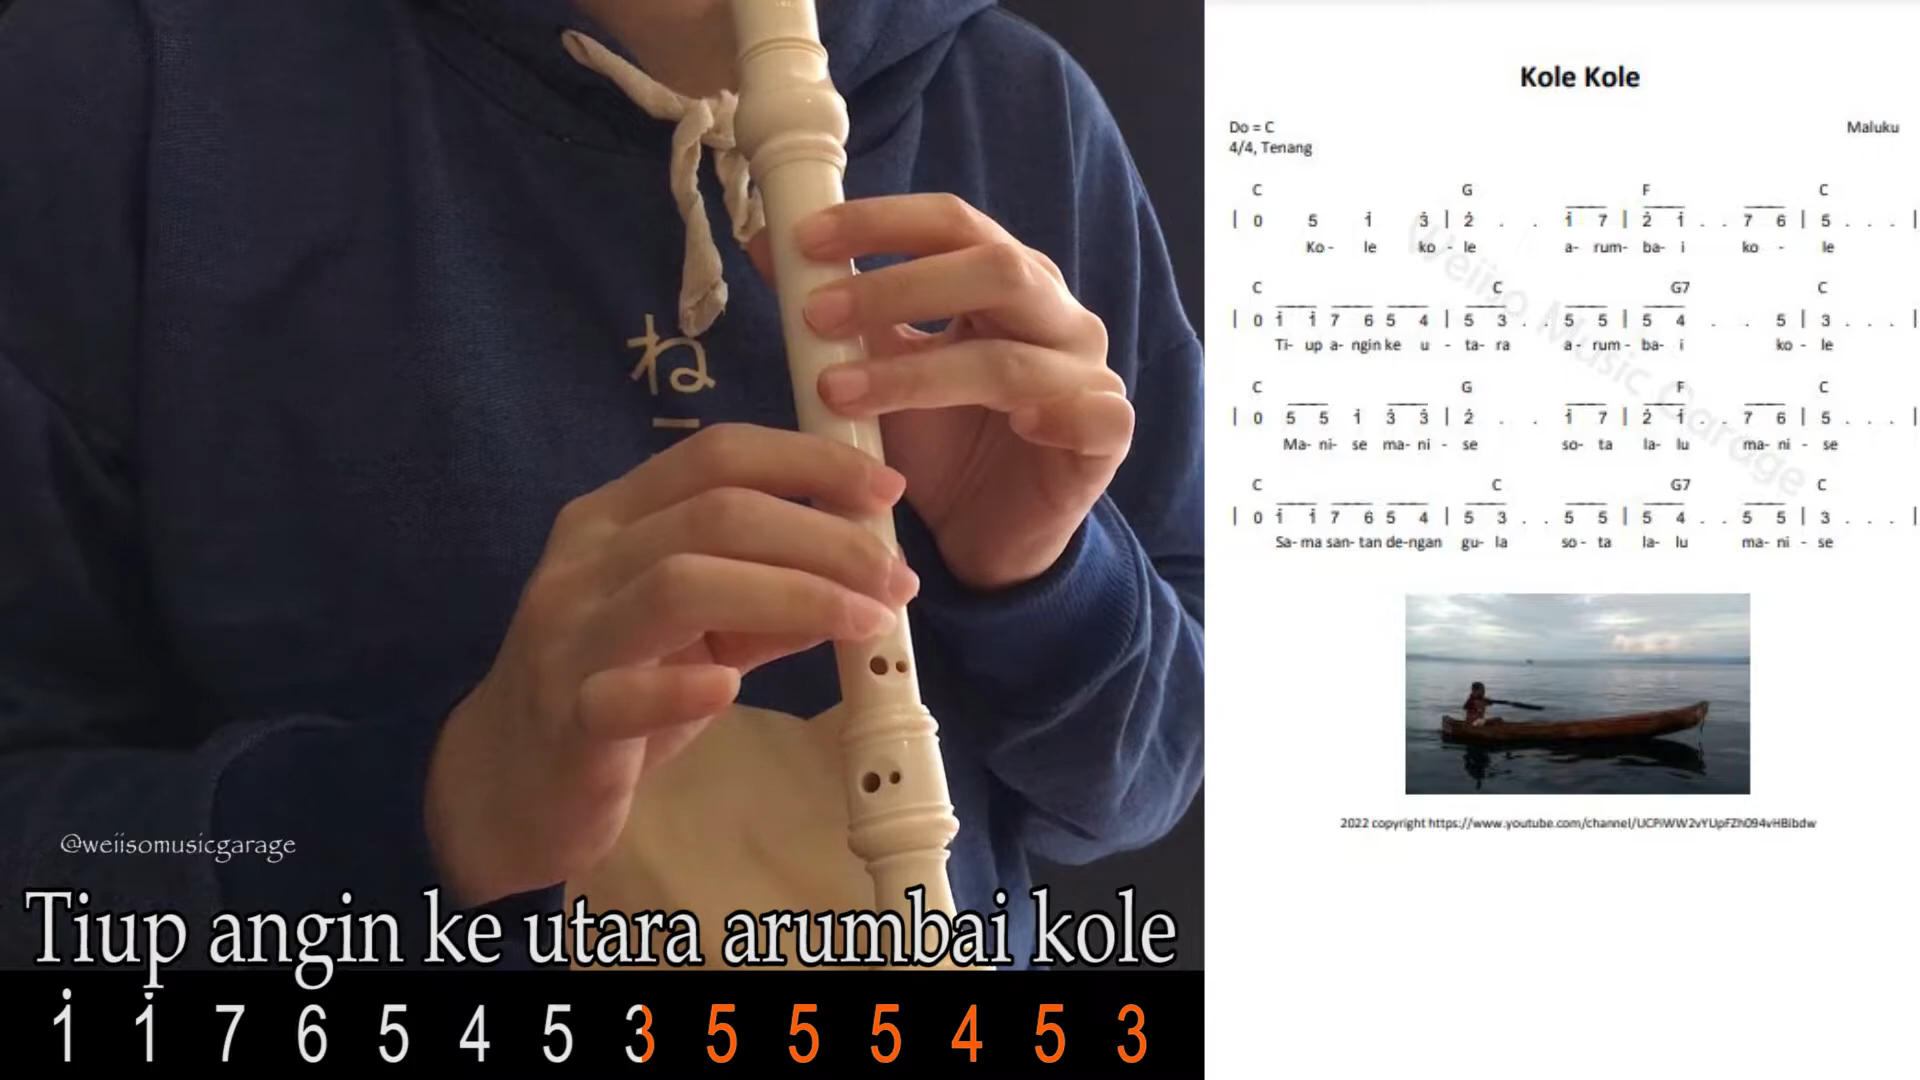 Kole Kole
Do = C
Maluku
4/4, Tenang
C G F C
| 0 5 i̇ 3̇ | 2̇ . . i̇ 7 | 2̇ i̇ . . 7 6 | 5 . . . |
Ko - le ko - le a- rum- ba- i ko - le
C C G7 C
| 0 i̇ i̇ 7 6 5 4 | 5 3 . . 5 5 | 5 4 . . 5 | 3 . . . |
Ti- up a- ngin ke u - ta- ra a- rum - ba- i ko - le
C G F C
| 0 5 5 i̇ 3̇ 3̇ | 2̇ . . i̇ 7 | 2̇ i̇ . . 7 6 | 5 . . . |
Ma- ni- se ma- ni - se so- ta la- lu ma- ni - se
C C G7 C
| 0 i̇ i̇ 7 6 5 4 | 5 3 . . 5 5 | 5 4 . . 5 5 | 3 . . . |
Sa- ma san- tan de-ngan gu- la so - ta la- lu ma- ni - se
Weiiso Music Garage
2022 copyright
ね
@weiisomusicgarage
Tiup angin ke utara arumbai kole
i̇ i̇ 7 6 5 4 5 3 5 5 5 4 5 3